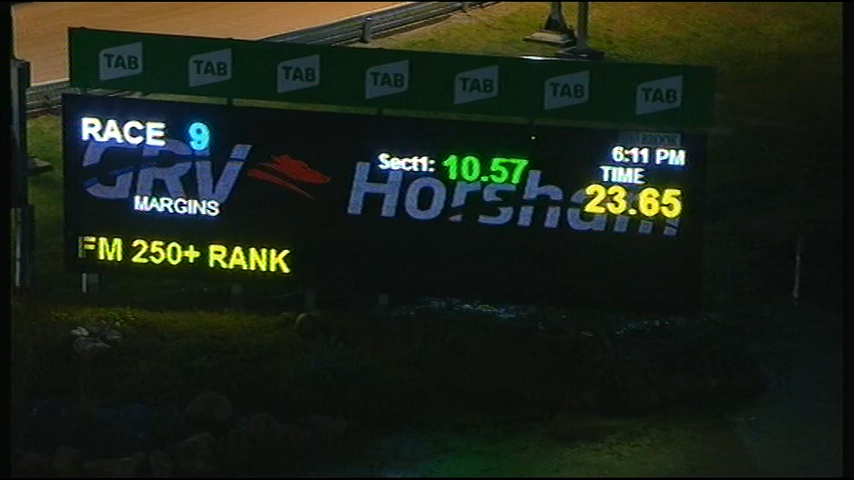 TAB TAB TAB TAB TAB TAB TAB
RACE 9
GRV
MARGINS
FM 250+ RANK
Sect1: 10.57
Horsham
6:11 PM
TIME
23.65